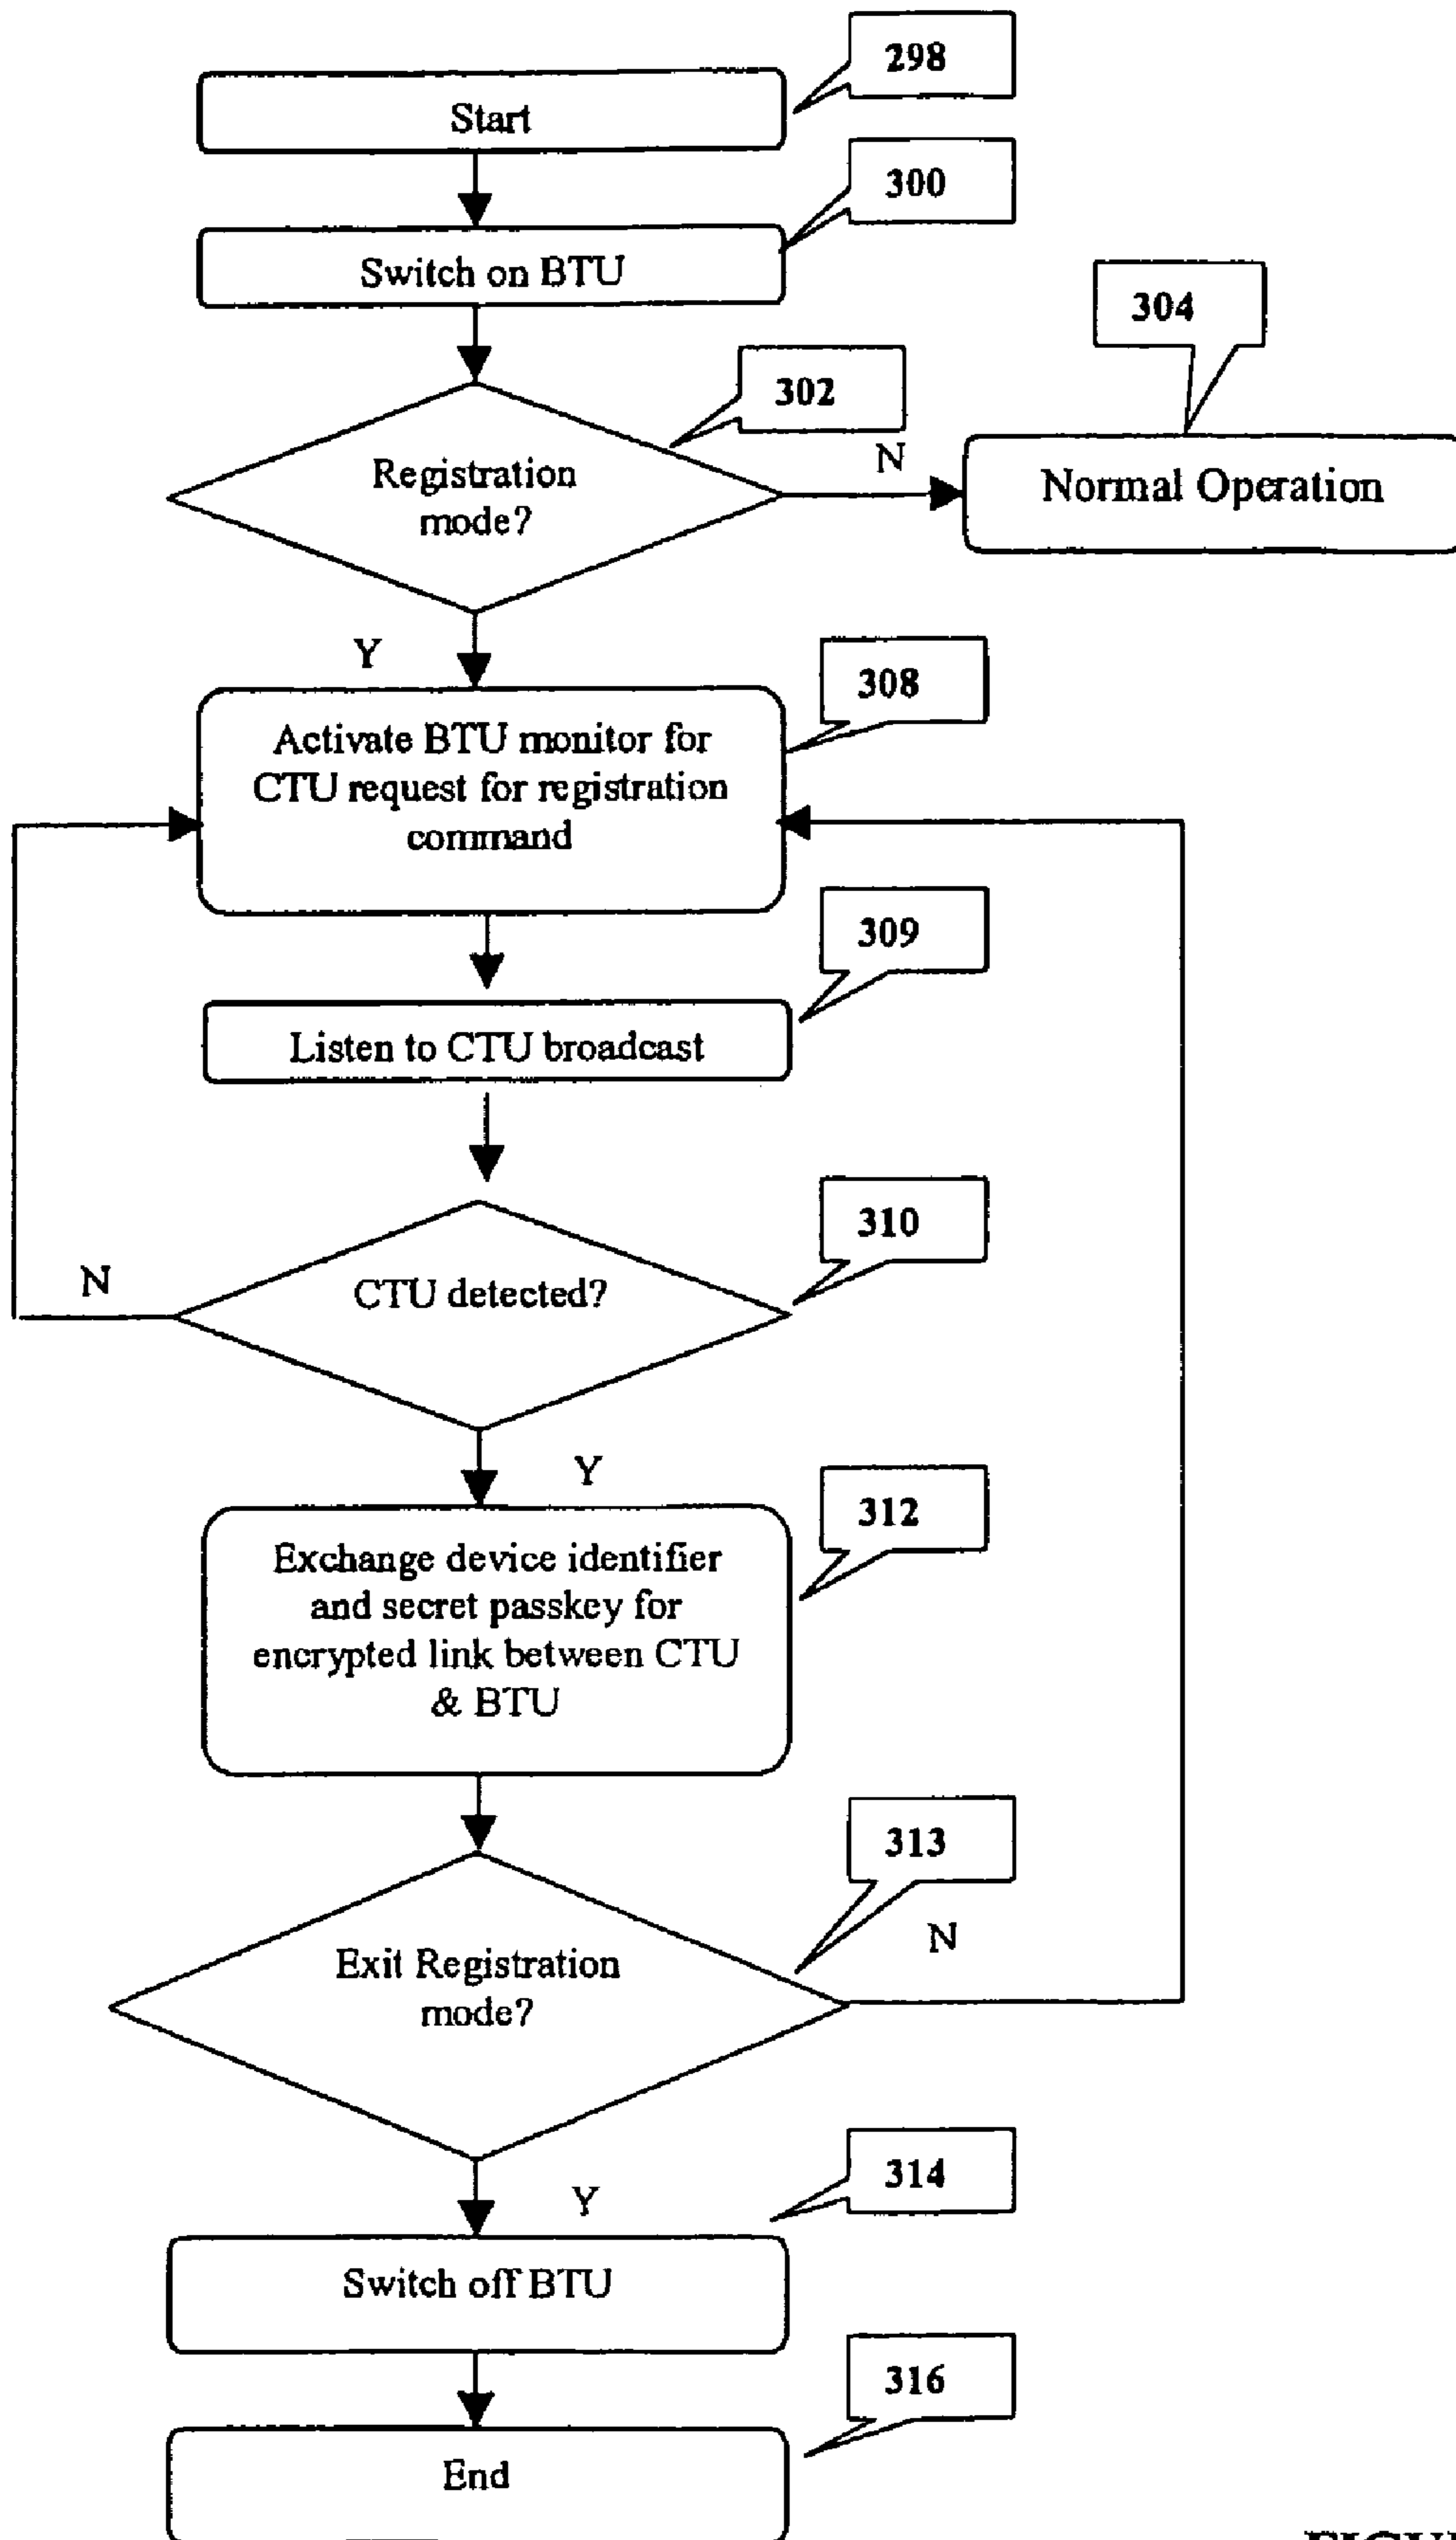 298
Start
300
Switch on BTU
304
302
Registration
mode?
N
Normal Operation
Y
308
Activate BTU monitor for
CTU request for registration
command
309
Listen to CTU broadcast
310
CTU detected?
N
Y
312
Exchange device identifier
and secret passkey for
encrypted link between CTU
& BTU
313
Exit Registration
mode?
N
314
Y
Switch off BTU
316
End